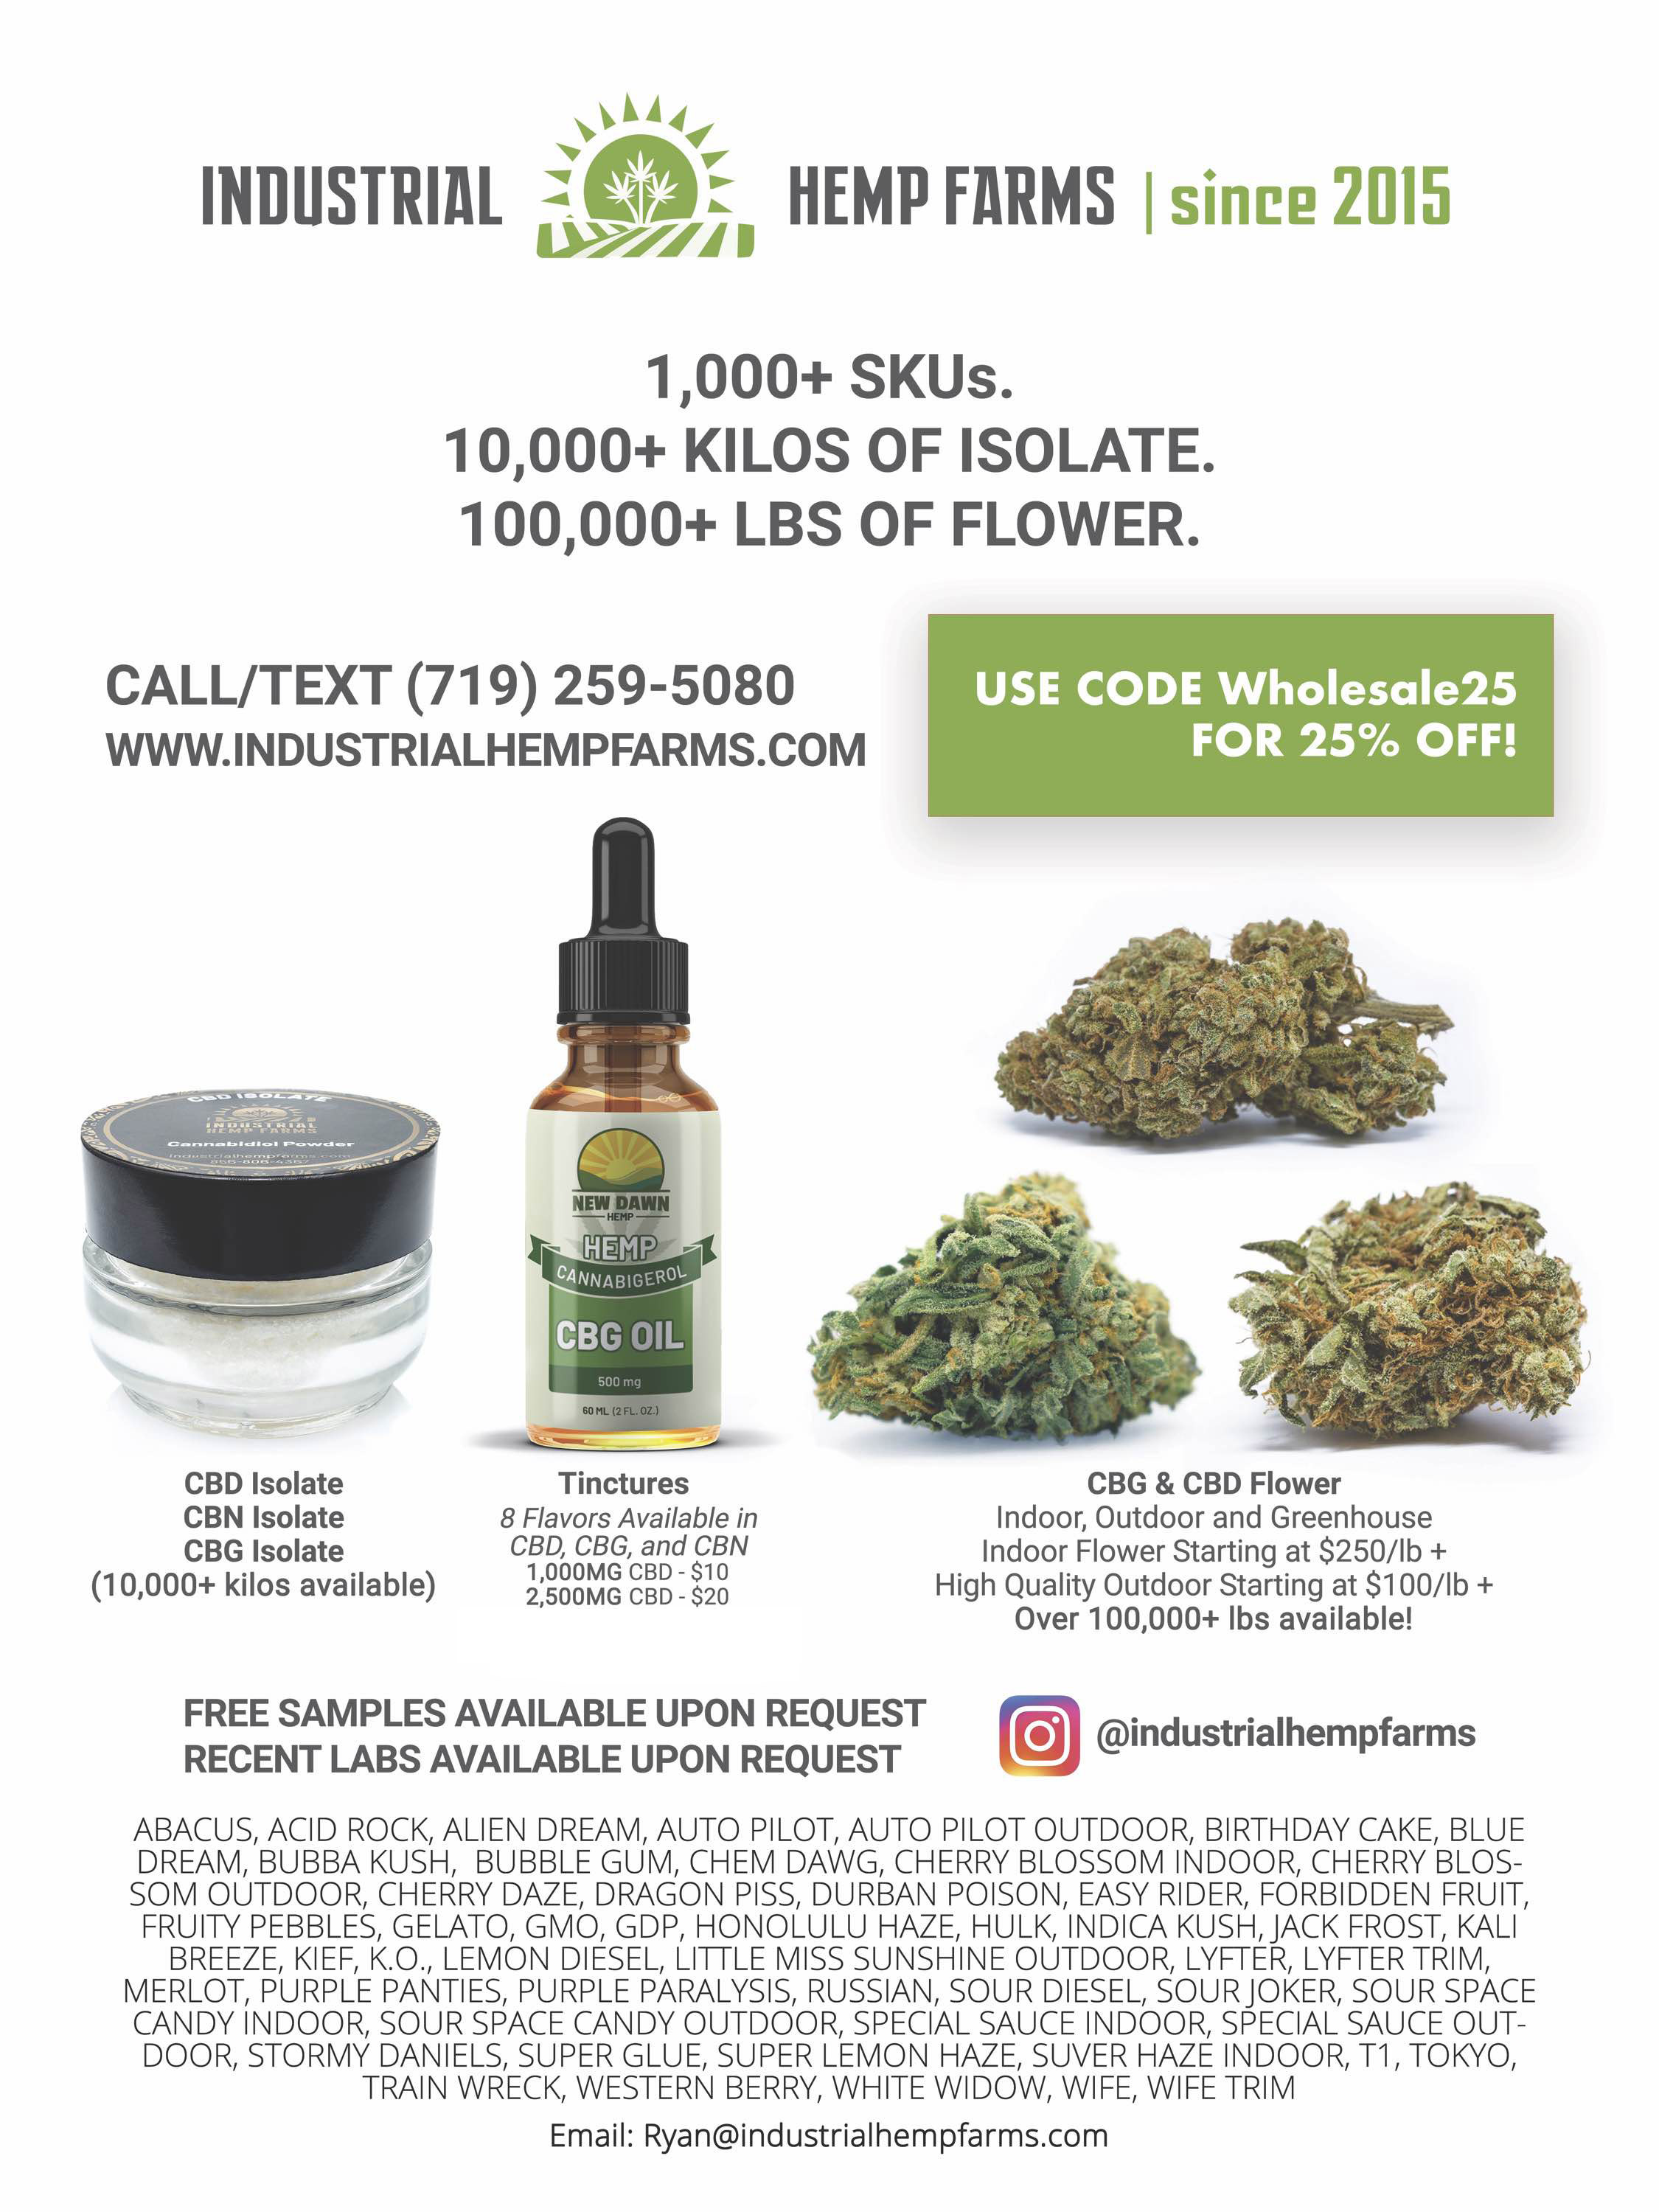 INDUSTRIAL HEMP FARMS | since 2015
1,000+ SKUs.
10,000+ KILOS OF ISOLATE.
100,000+ LBS OF FLOWER.
CALL/TEXT (719) 259-5080
WWW.INDUSTRIALHEMPFARMS.COM
USE CODE Wholesale25
FOR 25% OFF!
CBD ISOLATE
INDUSTRIAL
HEMP FARMS
Cannabidiol Powder
industrialhempfarms.com
NEW DAWN
HEMP
HEMP
CANNABIGEROL
CBG OIL
500 mg
60 ML (2 FL. OZ.)
CBD Isolate
CBN Isolate
CBG Isolate
(10,000+ kilos available)
Tinctures
8 Flavors Available in
CBD, CBG, and CBN
1,000MG CBD - $10
2,500MG CBD - $20
CBG & CBD Flower
Indoor, Outdoor and Greenhouse
Indoor Flower Starting at $250/lb +
High Quality Outdoor Starting at $100/lb +
Over 100,000+ lbs available!
FREE SAMPLES AVAILABLE UPON REQUEST
RECENT LABS AVAILABLE UPON REQUEST
@industrialhempfarms
ABACUS, ACID ROCK, ALIEN DREAM, AUTO PILOT, AUTO PILOT OUTDOOR, BIRTHDAY CAKE, BLUE
DREAM, BUBBA KUSH, BUBBLE GUM, CHEM DAWG, CHERRY BLOSSOM INDOOR, CHERRY BLOS-
SOM OUTDOOR, CHERRY DAZE, DRAGON PISS, DURBAN POISON, EASY RIDER, FORBIDDEN FRUIT,
FRUITY PEBBLES, GELATO, GMO, GDP, HONOLULU HAZE, HULK, INDICA KUSH, JACK FROST, KALI
BREEZE, KIEF, K.O., LEMON DIESEL, LITTLE MISS SUNSHINE OUTDOOR, LYFTER, LYFTER TRIM,
MERLOT, PURPLE PANTIES, PURPLE PARALYSIS, RUSSIAN, SOUR DIESEL, SOUR JOKER, SOUR SPACE
CANDY INDOOR, SOUR SPACE CANDY OUTDOOR, SPECIAL SAUCE INDOOR, SPECIAL SAUCE OUT-
DOOR, STORMY DANIELS, SUPER GLUE, SUPER LEMON HAZE, SUVER HAZE INDOOR, T1, TOKYO,
TRAIN WRECK, WESTERN BERRY, WHITE WIDOW, WIFE, WIFE TRIM
Email: Ryan@industrialhempfarms.com